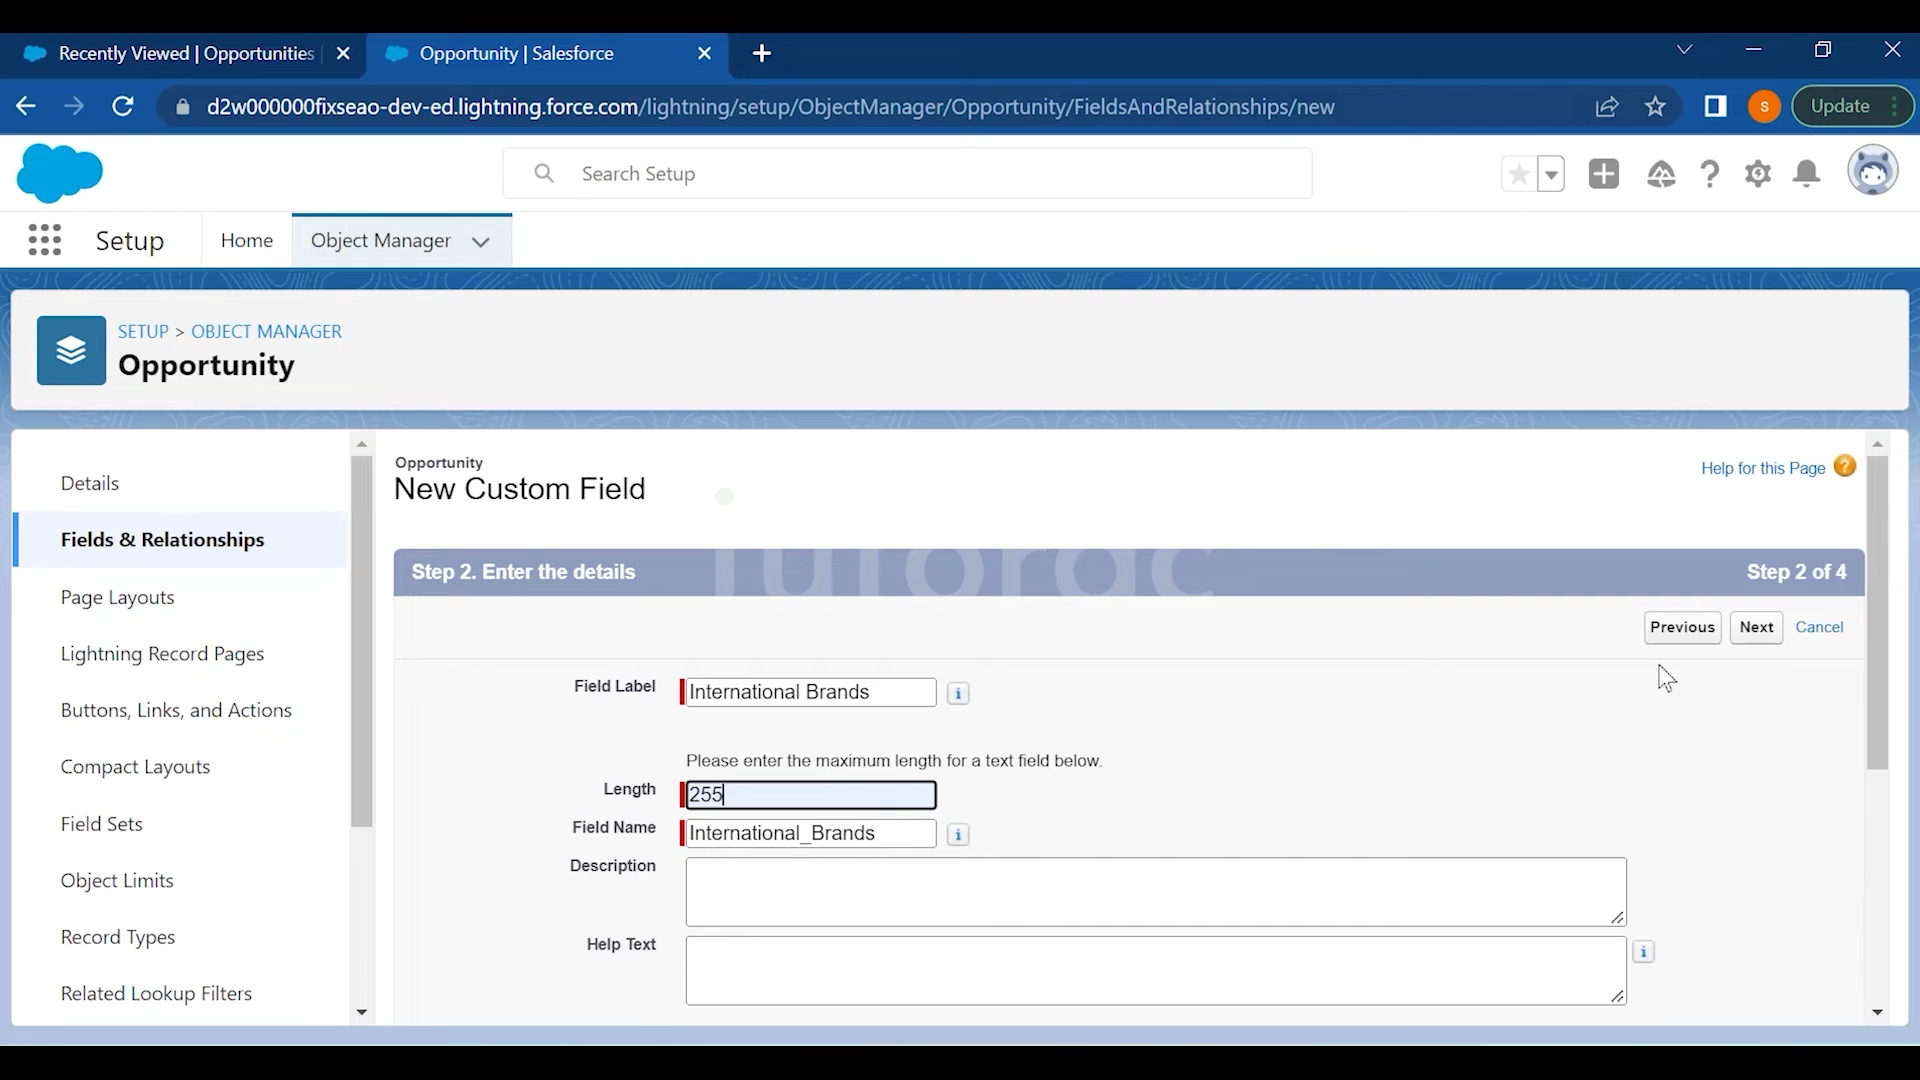 Recently Viewed | Opportunities
Opportunity | Salesforce
d2w000000fixseao-dev-ed.lightning.force.com/lightning/setup/ObjectManager/Opportunity/FieldsAndRelationships/new
S
Update
Search Setup
Setup
Home
Object Manager
SETUP > OBJECT MANAGER
Opportunity
Details
Fields & Relationships
Page Layouts
Lightning Record Pages
Buttons, Links, and Actions
Compact Layouts
Field Sets
Object Limits
Record Types
Related Lookup Filters
Opportunity
New Custom Field
Help for this Page
Step 2. Enter the details
Step 2 of 4
Previous
Next
Cancel
Field Label
International Brands
Please enter the maximum length for a text field below.
Length
255
Field Name
International_Brands
Description
Help Text